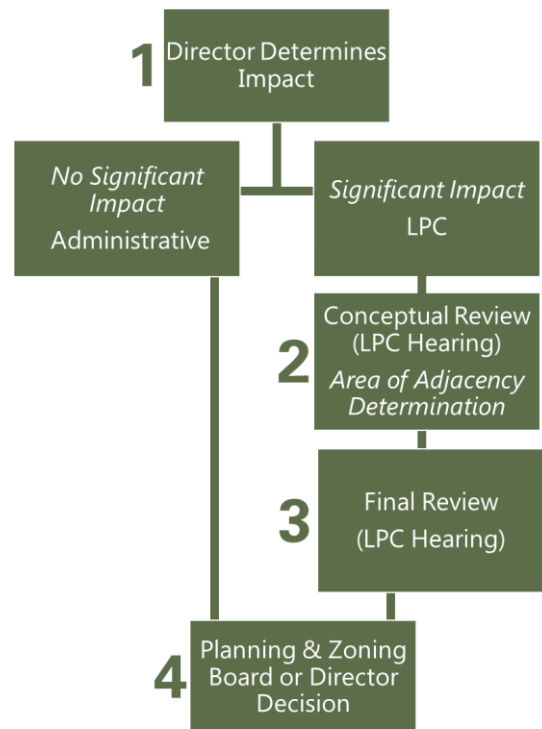 1
Director Determines
Impact
No Significant
Impact
Administrative
Significant Impact
LPC
2
Conceptual Review
(LPC Hearing)
Area of Adjacency
Determination
3
Final Review
(LPC Hearing)
4
Planning & Zoning
Board or Director
Decision